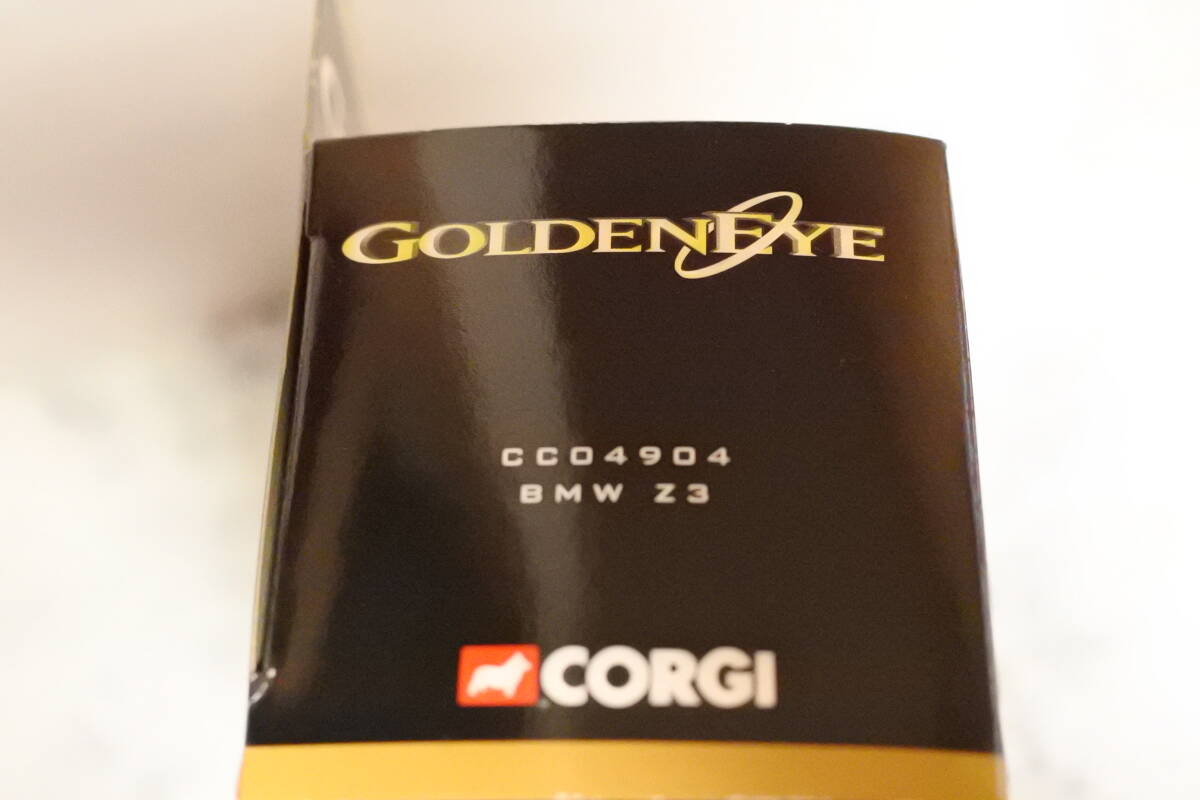 GOLDENEYE
CC04904
BMW Z3
CORGI